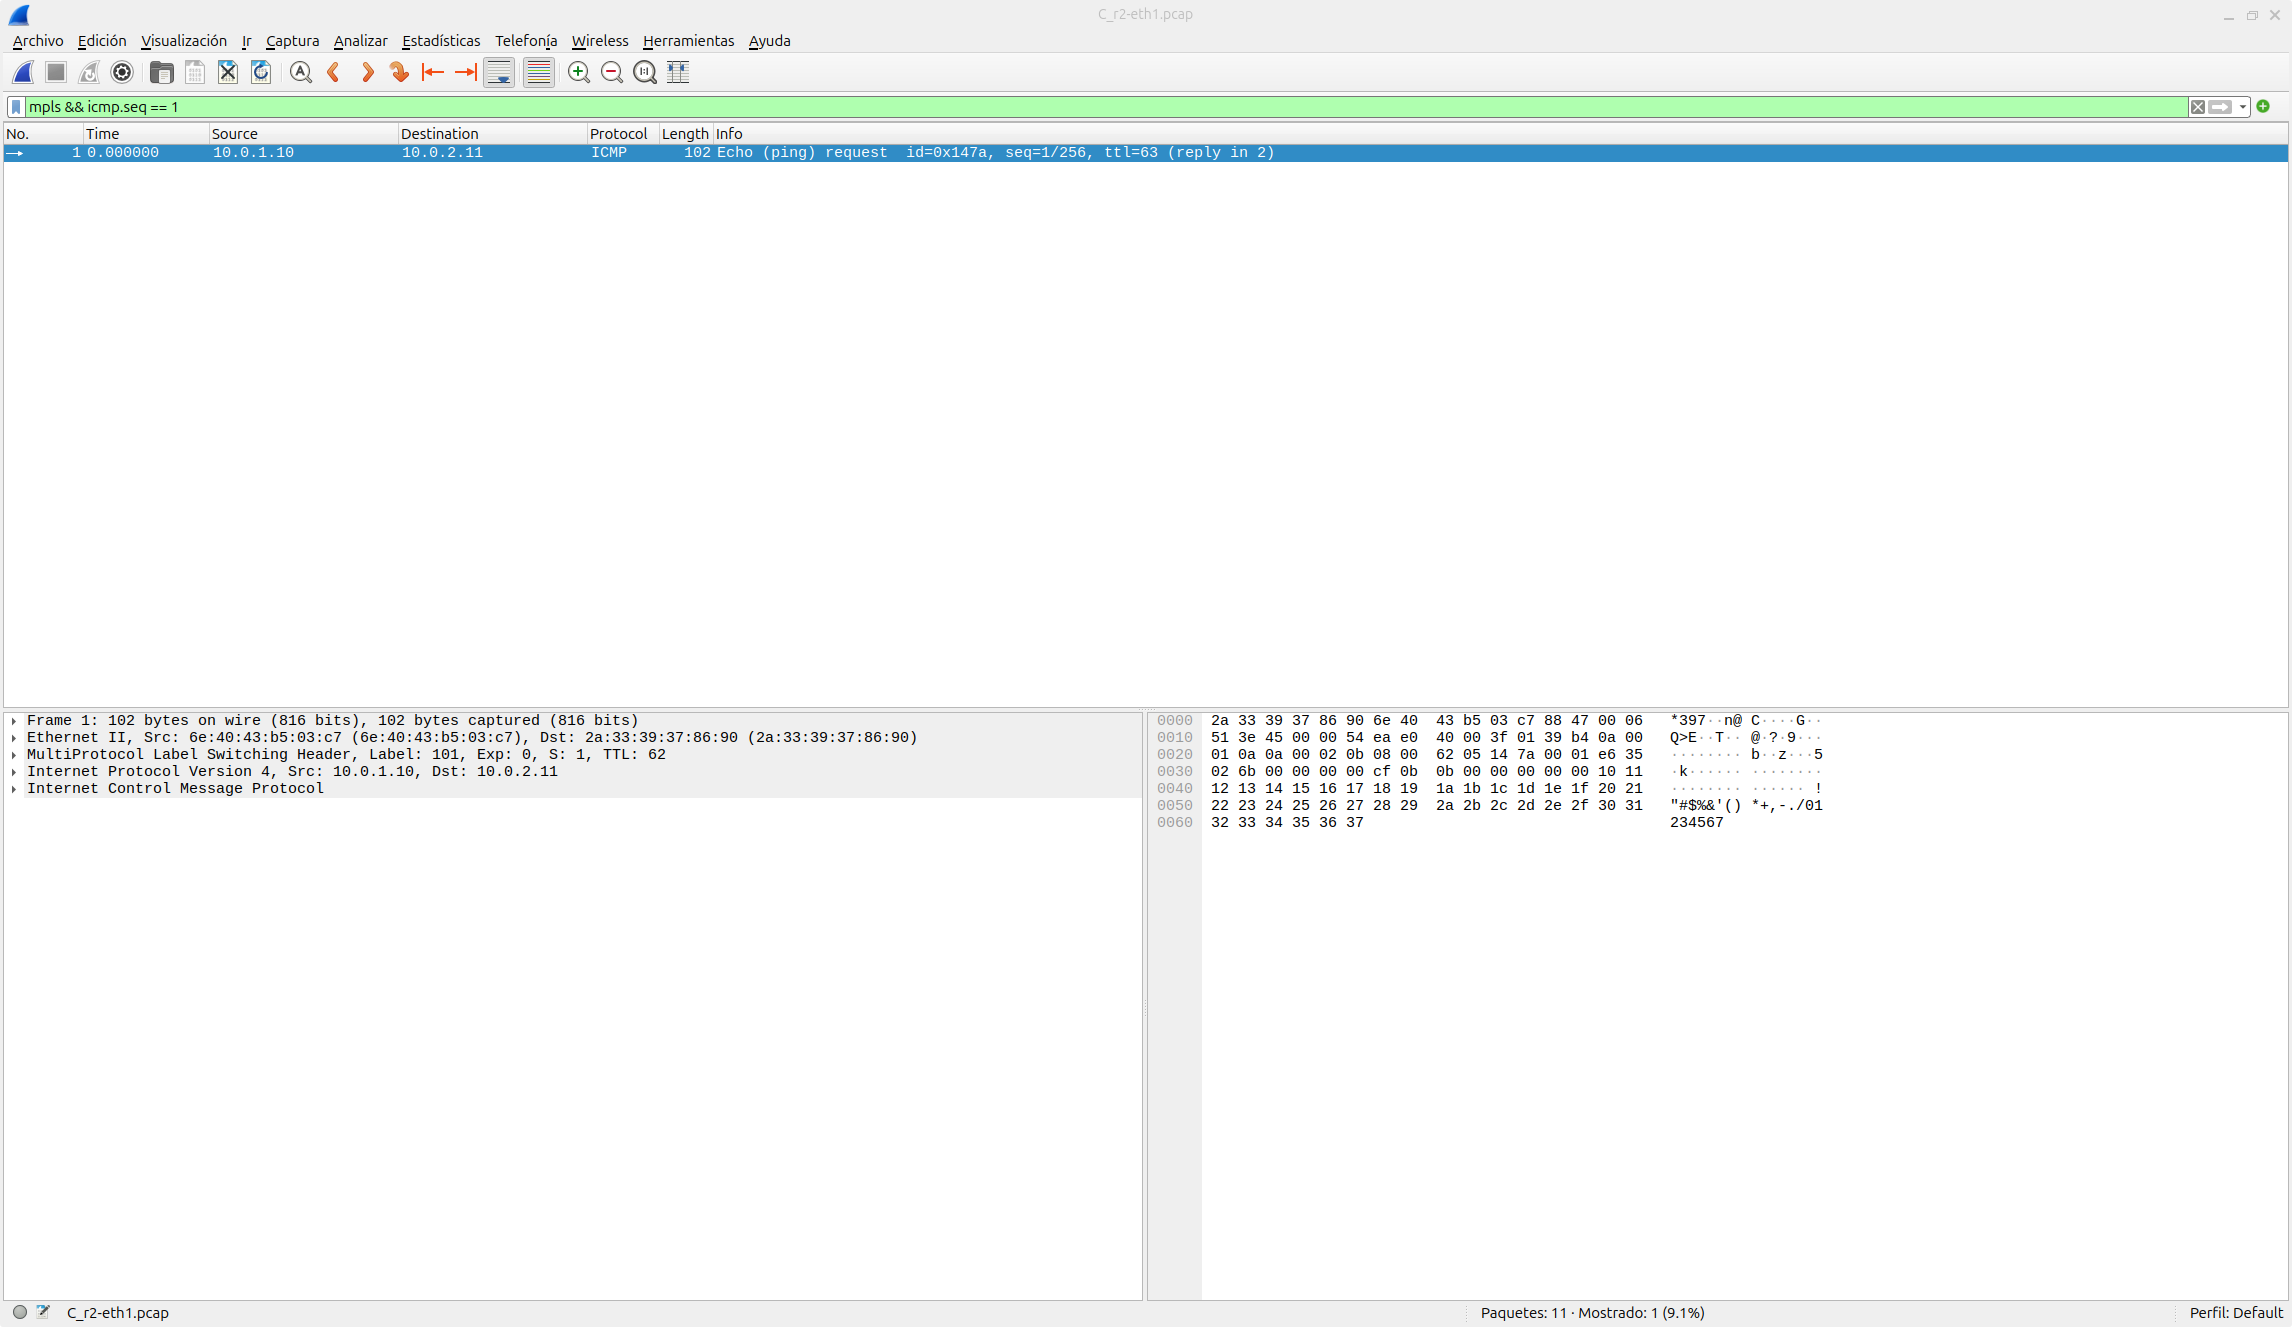 C_r2-eth1.pcap
Archivo Edición Visualización Ir Captura Analizar Estadísticas Telefonía Wireless Herramientas Ayuda
mpls && icmp.seq == 1
No. Time Source Destination Protocol Length Info
1 0.000000 10.0.1.10 10.0.2.11 ICMP 102 Echo (ping) request id=0x147a, seq=1/256, ttl=63 (reply in 2)
Frame 1: 102 bytes on wire (816 bits), 102 bytes captured (816 bits)
Ethernet II, Src: 6e:40:43:b5:03:c7 (6e:40:43:b5:03:c7), Dst: 2a:33:39:37:86:90 (2a:33:39:37:86:90)
MultiProtocol Label Switching Header, Label: 101, Exp: 0, S: 1, TTL: 62
Internet Protocol Version 4, Src: 10.0.1.10, Dst: 10.0.2.11
Internet Control Message Protocol
0000 2a 33 39 37 86 90 6e 40 43 b5 03 c7 88 47 00 06 *397··n@ C····G··
0010 51 3e 45 00 00 54 ea e0 40 00 3f 01 39 b4 0a 00 Q>E··T·· @·?·9···
0020 01 0a 0a 00 02 0b 08 00 62 05 14 7a 00 01 e6 35 ········ b··z···5
0030 02 6b 00 00 00 00 cf 0b 0b 00 00 00 00 00 10 11 ·k······ ········
0040 12 13 14 15 16 17 18 19 1a 1b 1c 1d 1e 1f 20 21 ········ ······ !
0050 22 23 24 25 26 27 28 29 2a 2b 2c 2d 2e 2f 30 31 "#$%&'() *+,-./01
0060 32 33 34 35 36 37 234567
C_r2-eth1.pcap Paquetes: 11 · Mostrado: 1 (9.1%) Perfil: Default